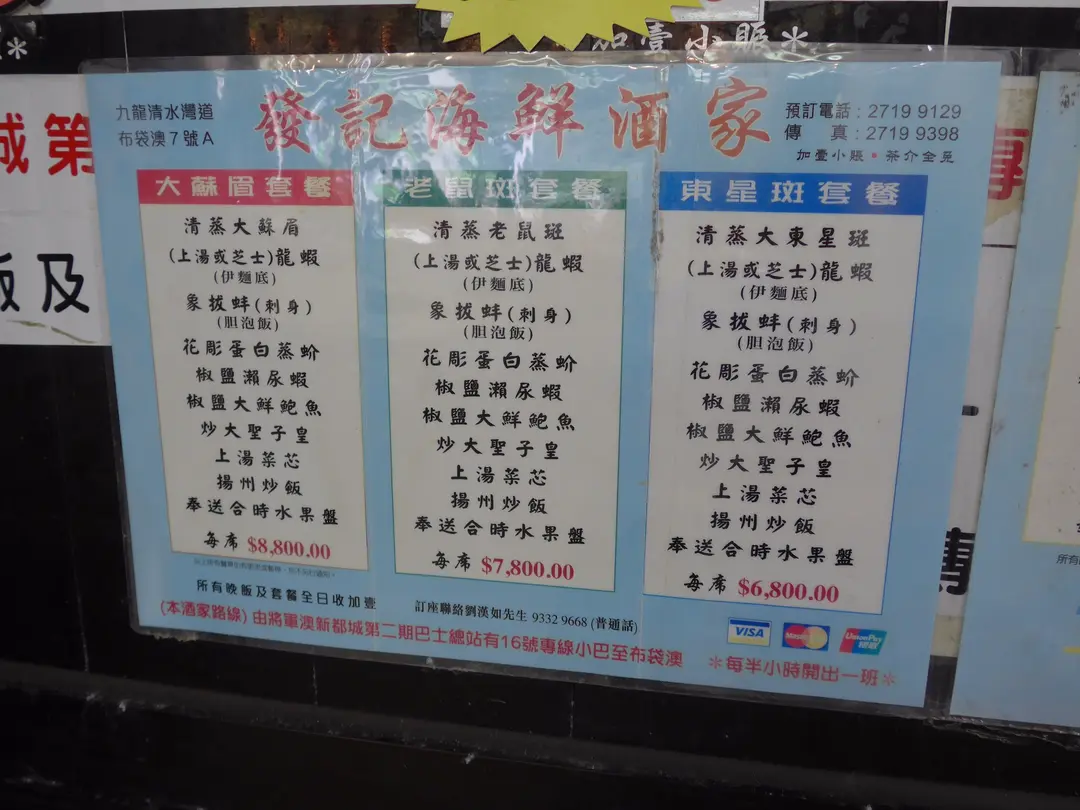 加壹小賬*
城第
飯及
九龍清水灣道
布袋澳7號A
發記海鮮酒家
預訂電話 : 2719 9129
傳 真 : 2719 9398
加壹小賬 • 茶介全免
大蘇眉套餐
清蒸大蘇眉
(上湯或芝士)龍蝦
(伊麵底)
象拔蚌(刺身)
(胆泡飯)
花彫蛋白蒸蚧
椒鹽瀨尿蝦
椒鹽大鮮鮑魚
炒大聖子皇
上湯菜芯
揚州炒飯
奉送合時水果盤
每席 $8,800.00
老鼠斑套餐
清蒸老鼠斑
(上湯或芝士)龍蝦
(伊麵底)
象拔蚌(刺身)
(胆泡飯)
花彫蛋白蒸蚧
椒鹽瀨尿蝦
椒鹽大鮮鮑魚
炒大聖子皇
上湯菜芯
揚州炒飯
奉送合時水果盤
每席 $7,800.00
東星斑套餐
清蒸大東星斑
(上湯或芝士)龍蝦
(伊麵底)
象拔蚌(刺身)
(胆泡飯)
花彫蛋白蒸蚧
椒鹽瀨尿蝦
椒鹽大鮮鮑魚
炒大聖子皇
上湯菜芯
揚州炒飯
奉送合時水果盤
每席 $6,800.00
所有晚飯及套餐全日收加壹
訂座聯絡劉漢如先生 9332 9668 (普通話)
VISA
MasterCard
UnionPay
銀聯
(本酒家路線) 由將軍澳新都城第二期巴士總站有16號專線小巴至布袋澳
*每半小時開出一班*
所有